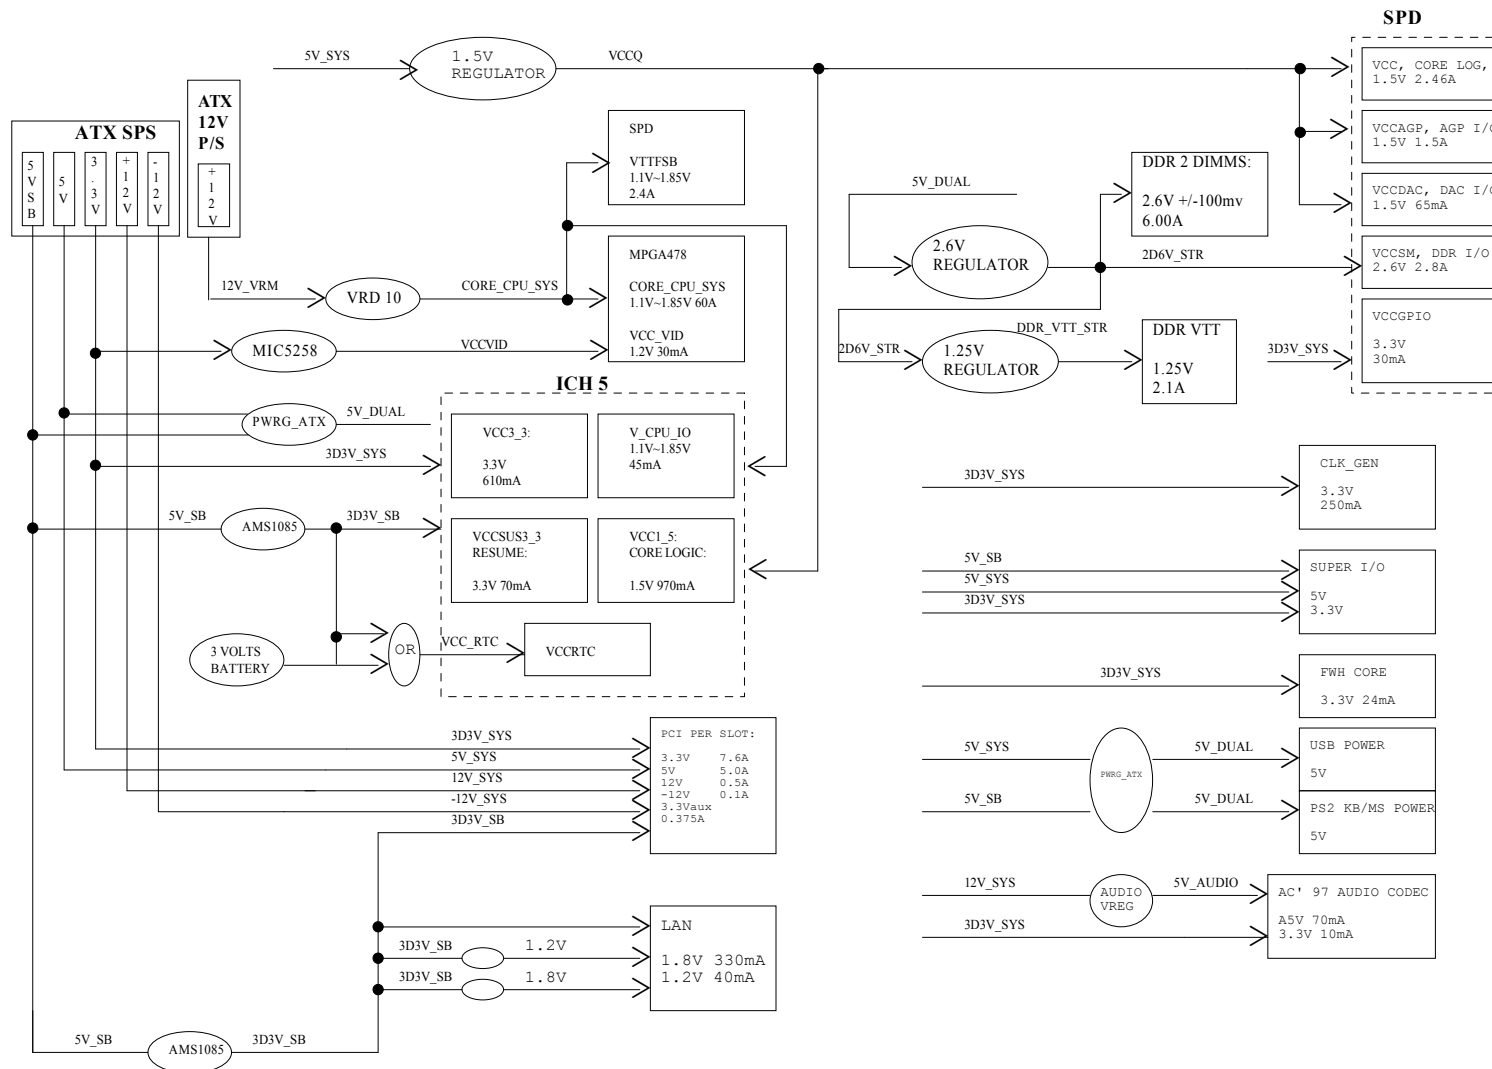 SPD
5V_SYS
1.5V
REGULATOR
VCCQ
VCC, CORE LOG,
1.5V 2.46A
VCCAGP, AGP I/O
1.5V 1.5A
VCCDAC, DAC I/O
1.5V 65mA
VCCSM, DDR I/O
2.6V 2.8A
VCCGPIO
3.3V
30mA
3D3V_SYS
ATX
12V
P/S
+12V
ATX SPS
5VSB
5V
3.3V
+12V
-12V
SPD
VTTFSB
1.1V~1.85V
2.4A
5V_DUAL
2.6V
REGULATOR
DDR 2 DIMMS:
2.6V +/-100mv
6.00A
2D6V_STR
12V_VRM
VRD 10
CORE_CPU_SYS
MPGA478
CORE_CPU_SYS
1.1V~1.85V 60A
VCC_VID
1.2V 30mA
MIC5258
VCCVID
2D6V_STR
1.25V
REGULATOR
DDR_VTT_STR
DDR VTT
1.25V
2.1A
ICH 5
PWRG_ATX
5V_DUAL
3D3V_SYS
VCC3_3:
3.3V
610mA
V_CPU_IO
1.1V~1.85V
45mA
5V_SB
AMS1085
3D3V_SB
VCCSUS3_3
RESUME:
3.3V 70mA
VCC1_5:
CORE LOGIC:
1.5V 970mA
3 VOLTS
BATTERY
OR
VCC_RTC
VCCRTC
3D3V_SYS
CLK_GEN
3.3V
250mA
5V_SB
5V_SYS
3D3V_SYS
SUPER I/O
5V
3.3V
3D3V_SYS
FWH CORE
3.3V 24mA
3D3V_SYS
5V_SYS
12V_SYS
-12V_SYS
3D3V_SB
PCI PER SLOT:
3.3V 7.6A
5V 5.0A
12V 0.5A
-12V 0.1A
3.3Vaux
0.375A
5V_SYS
5V_SB
PWRG_ATX
5V_DUAL
5V_DUAL
USB POWER
5V
PS2 KB/MS POWER
5V
12V_SYS
AUDIO
VREG
5V_AUDIO
3D3V_SYS
AC' 97 AUDIO CODEC
A5V 70mA
3.3V 10mA
3D3V_SB
1.2V
3D3V_SB
1.8V
LAN
1.8V 330mA
1.2V 40mA
5V_SB
AMS1085
3D3V_SB